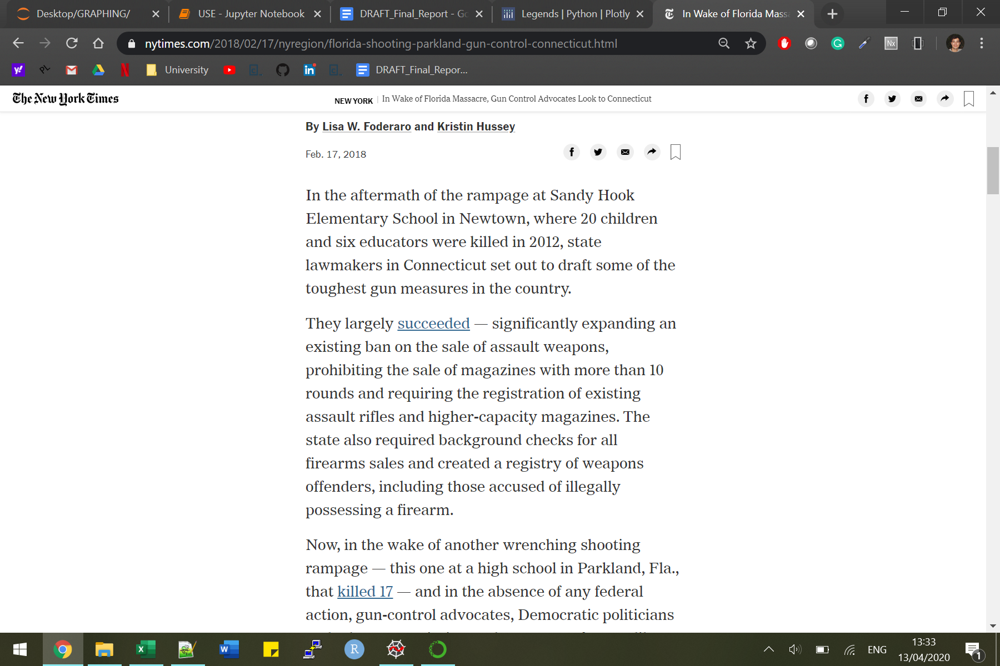 Desktop/GRAPHING/
USE - Jupyter Notebook
DRAFT_Final_Report - Go
Legends | Python | Plotly
In Wake of Florida Mass
nytimes.com/2018/02/17/nyregion/florida-shooting-parkland-gun-control-connecticut.html
Nx
y!
PL
University
in
DRAFT_Final_Repor...
The New York Times
NEW YORK | In Wake of Florida Massacre, Gun Control Advocates Look to Connecticut
By Lisa W. Foderaro and Kristin Hussey
Feb. 17, 2018
In the aftermath of the rampage at Sandy Hook
Elementary School in Newtown, where 20 children
and six educators were killed in 2012, state
lawmakers in Connecticut set out to draft some of the
toughest gun measures in the country.
They largely succeeded — significantly expanding an
existing ban on the sale of assault weapons,
prohibiting the sale of magazines with more than 10
rounds and requiring the registration of existing
assault rifles and higher-capacity magazines. The
state also required background checks for all
firearms sales and created a registry of weapons
offenders, including those accused of illegally
possessing a firearm.
Now, in the wake of another wrenching shooting
rampage — this one at a high school in Parkland, Fla.,
that killed 17 — and in the absence of any federal
action, gun-control advocates, Democratic politicians
ENG
13:33
13/04/2020
1